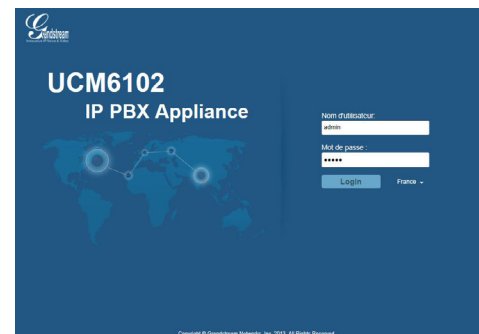 Grandstream
UCM6102
IP PBX Appliance
Nom d'utilisateur:
admin
Mot de passe :
•••••
Login
France
Copyright © Grandstream Networks, Inc. 2013. All Rights Reserved.